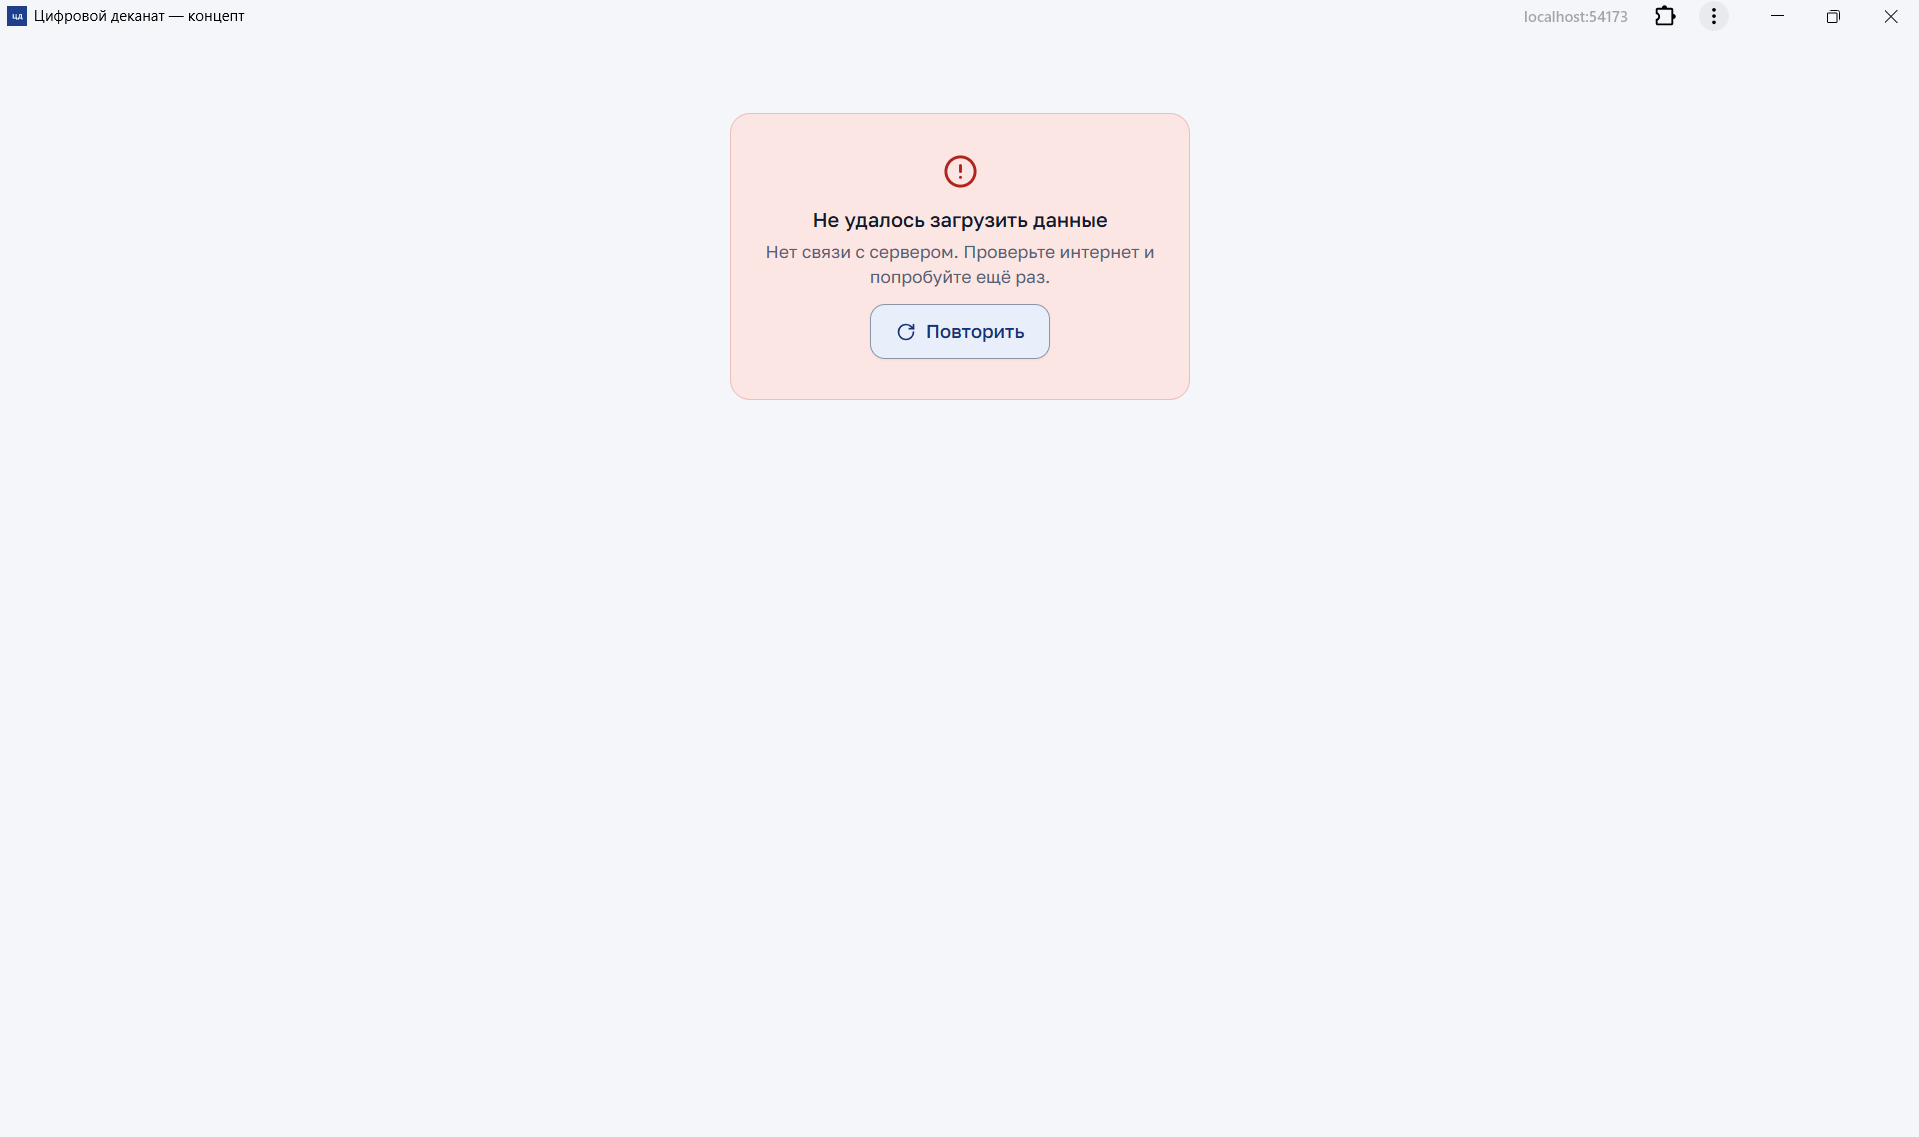 ЦД Цифровой деканат — концепт
localhost:54173
Не удалось загрузить данные
Нет связи с сервером. Проверьте интернет и
попробуйте ещё раз.
Повторить